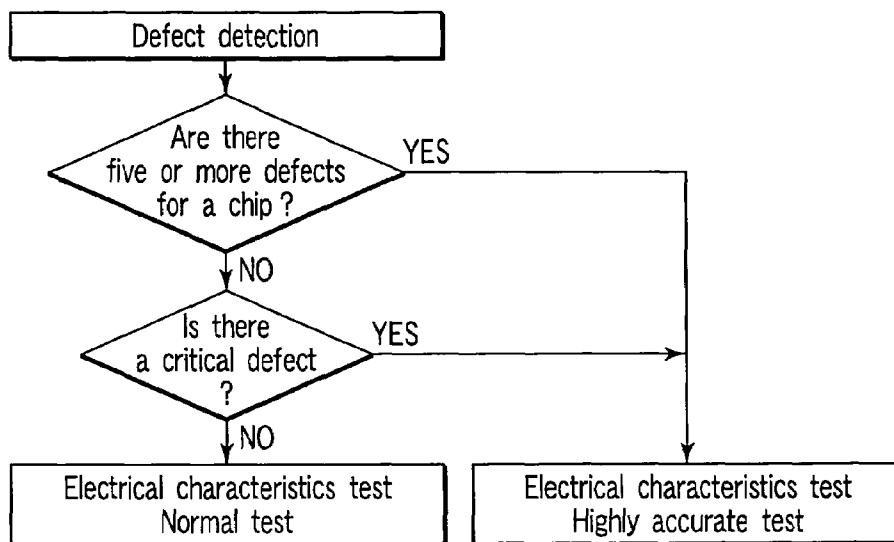 Defect detection
Are there
five or more defects
for a chip ?
YES
NO
Is there
a critical defect
?
YES
NO
Electrical characteristics test
Normal test
Electrical characteristics test
Highly accurate test